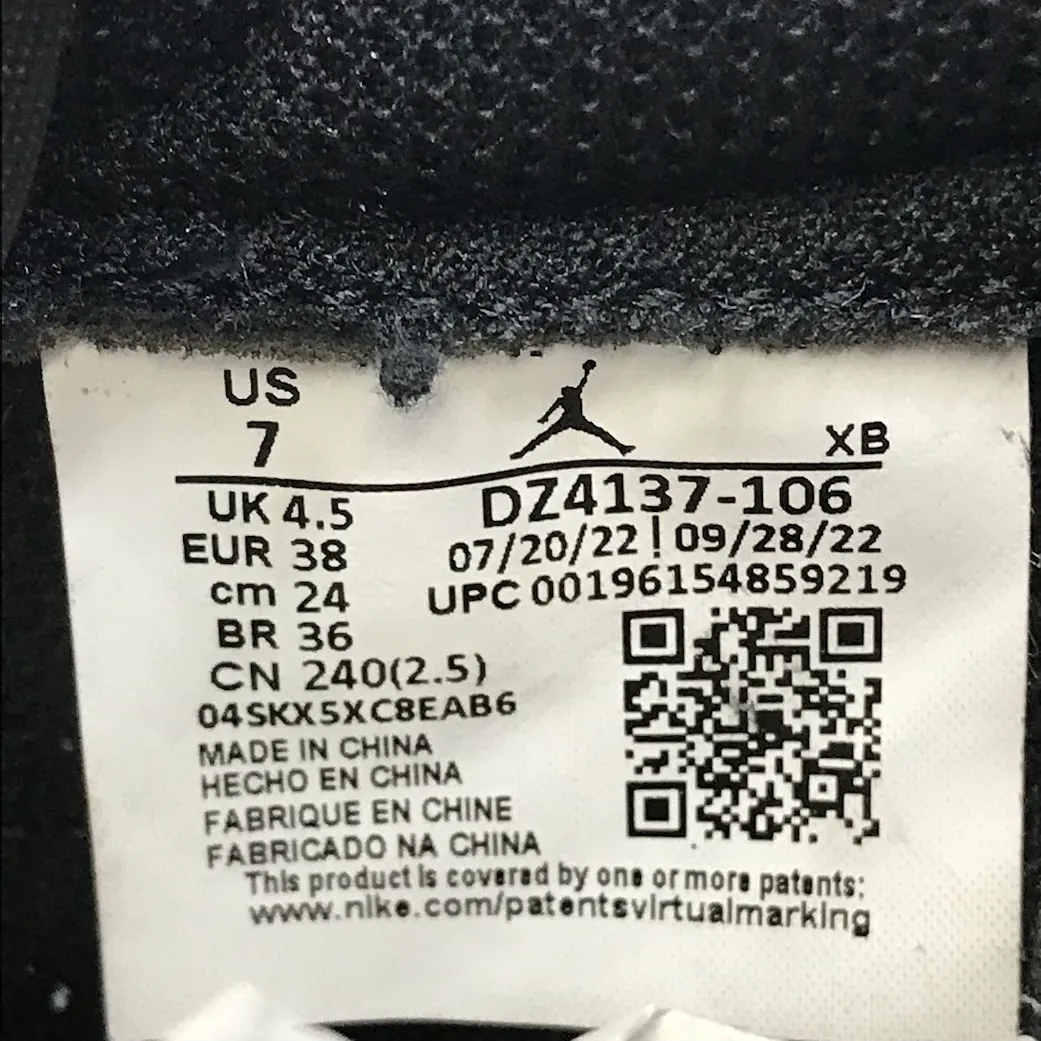 US
7
XB
UK 4.5
DZ4137-106
EUR 38
07/20/22 | 09/28/22
cm 24
UPC 00196154859219
BR 36
CN 240(2.5)
04SKX5XC8EAB6
MADE IN CHINA
HECHO EN CHINA
FABRIQUE EN CHINE
FABRICADO NA CHINA
This product is covered by one or more patents:
www.nike.com/patentsvirtualmarking